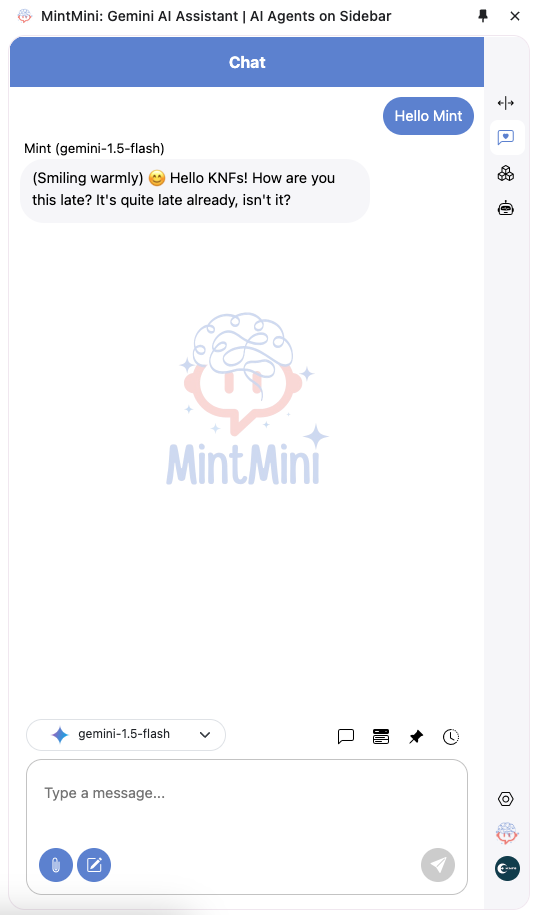 MintMini: Gemini AI Assistant | AI Agents on Sidebar
Chat
Hello Mint
Mint (gemini-1.5-flash)
(Smiling warmly) 😊 Hello KNFs! How are you
this late? It's quite late already, isn't it?
MintMini
gemini-1.5-flash
Type a message...